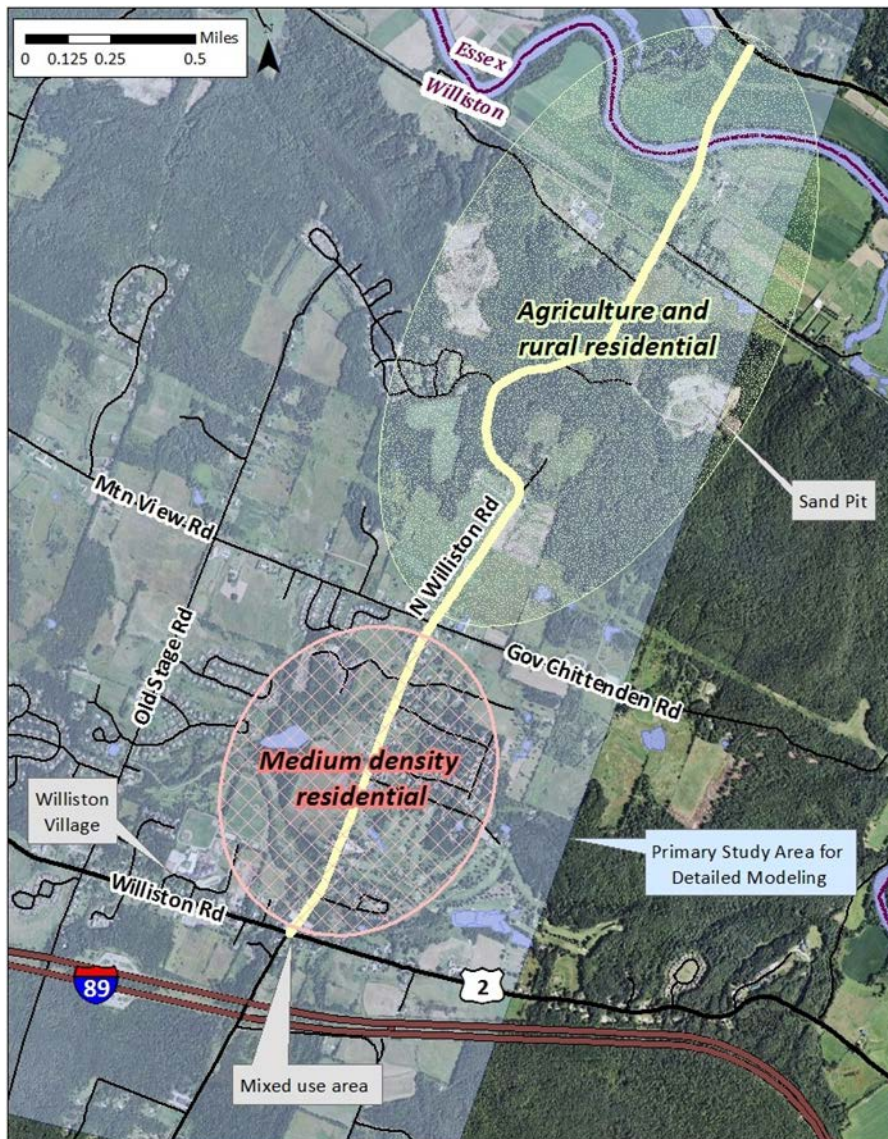 Miles
0 0.125 0.25 0.5
Essex
Williston
Agriculture and
rural residential
Sand Pit
Mtn View Rd
N Williston Rd
Old Stage Rd
Gov Chittenden Rd
Medium density
residential
Williston
Village
Primary Study Area for
Detailed Modeling
Williston Rd
89
2
Mixed use area